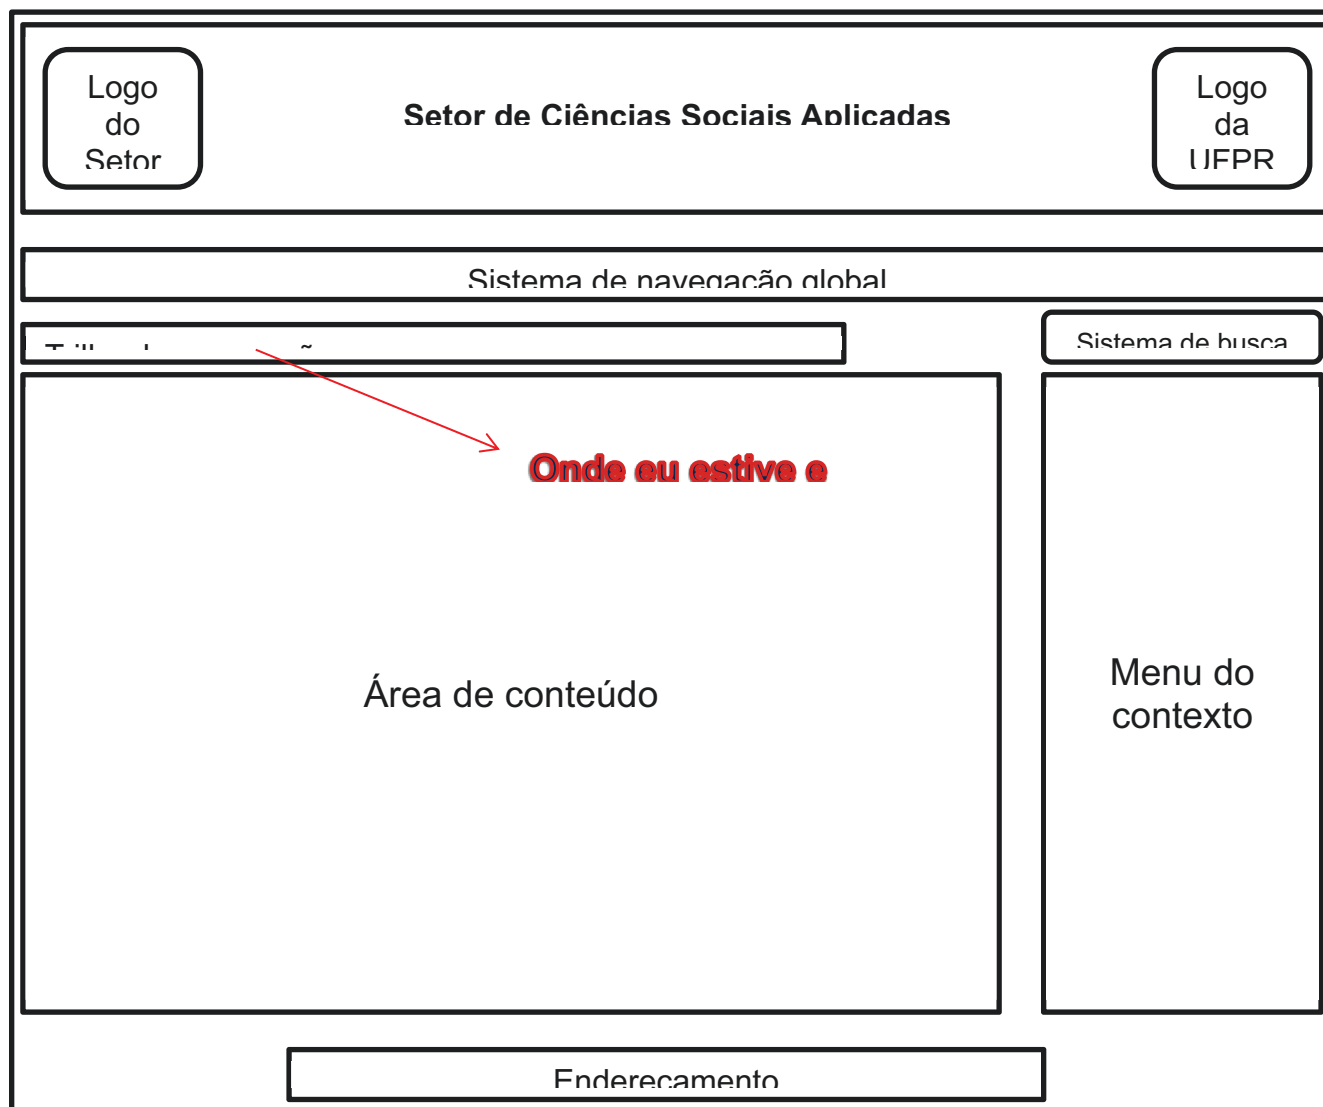 Logo
do
Setor
Setor de Ciências Sociais Aplicadas
Logo
da
UFPR
Sistema de navegação global
Sistema de busca
Onde eu estive e
Área de conteúdo
Menu do
contexto
Endereçamento